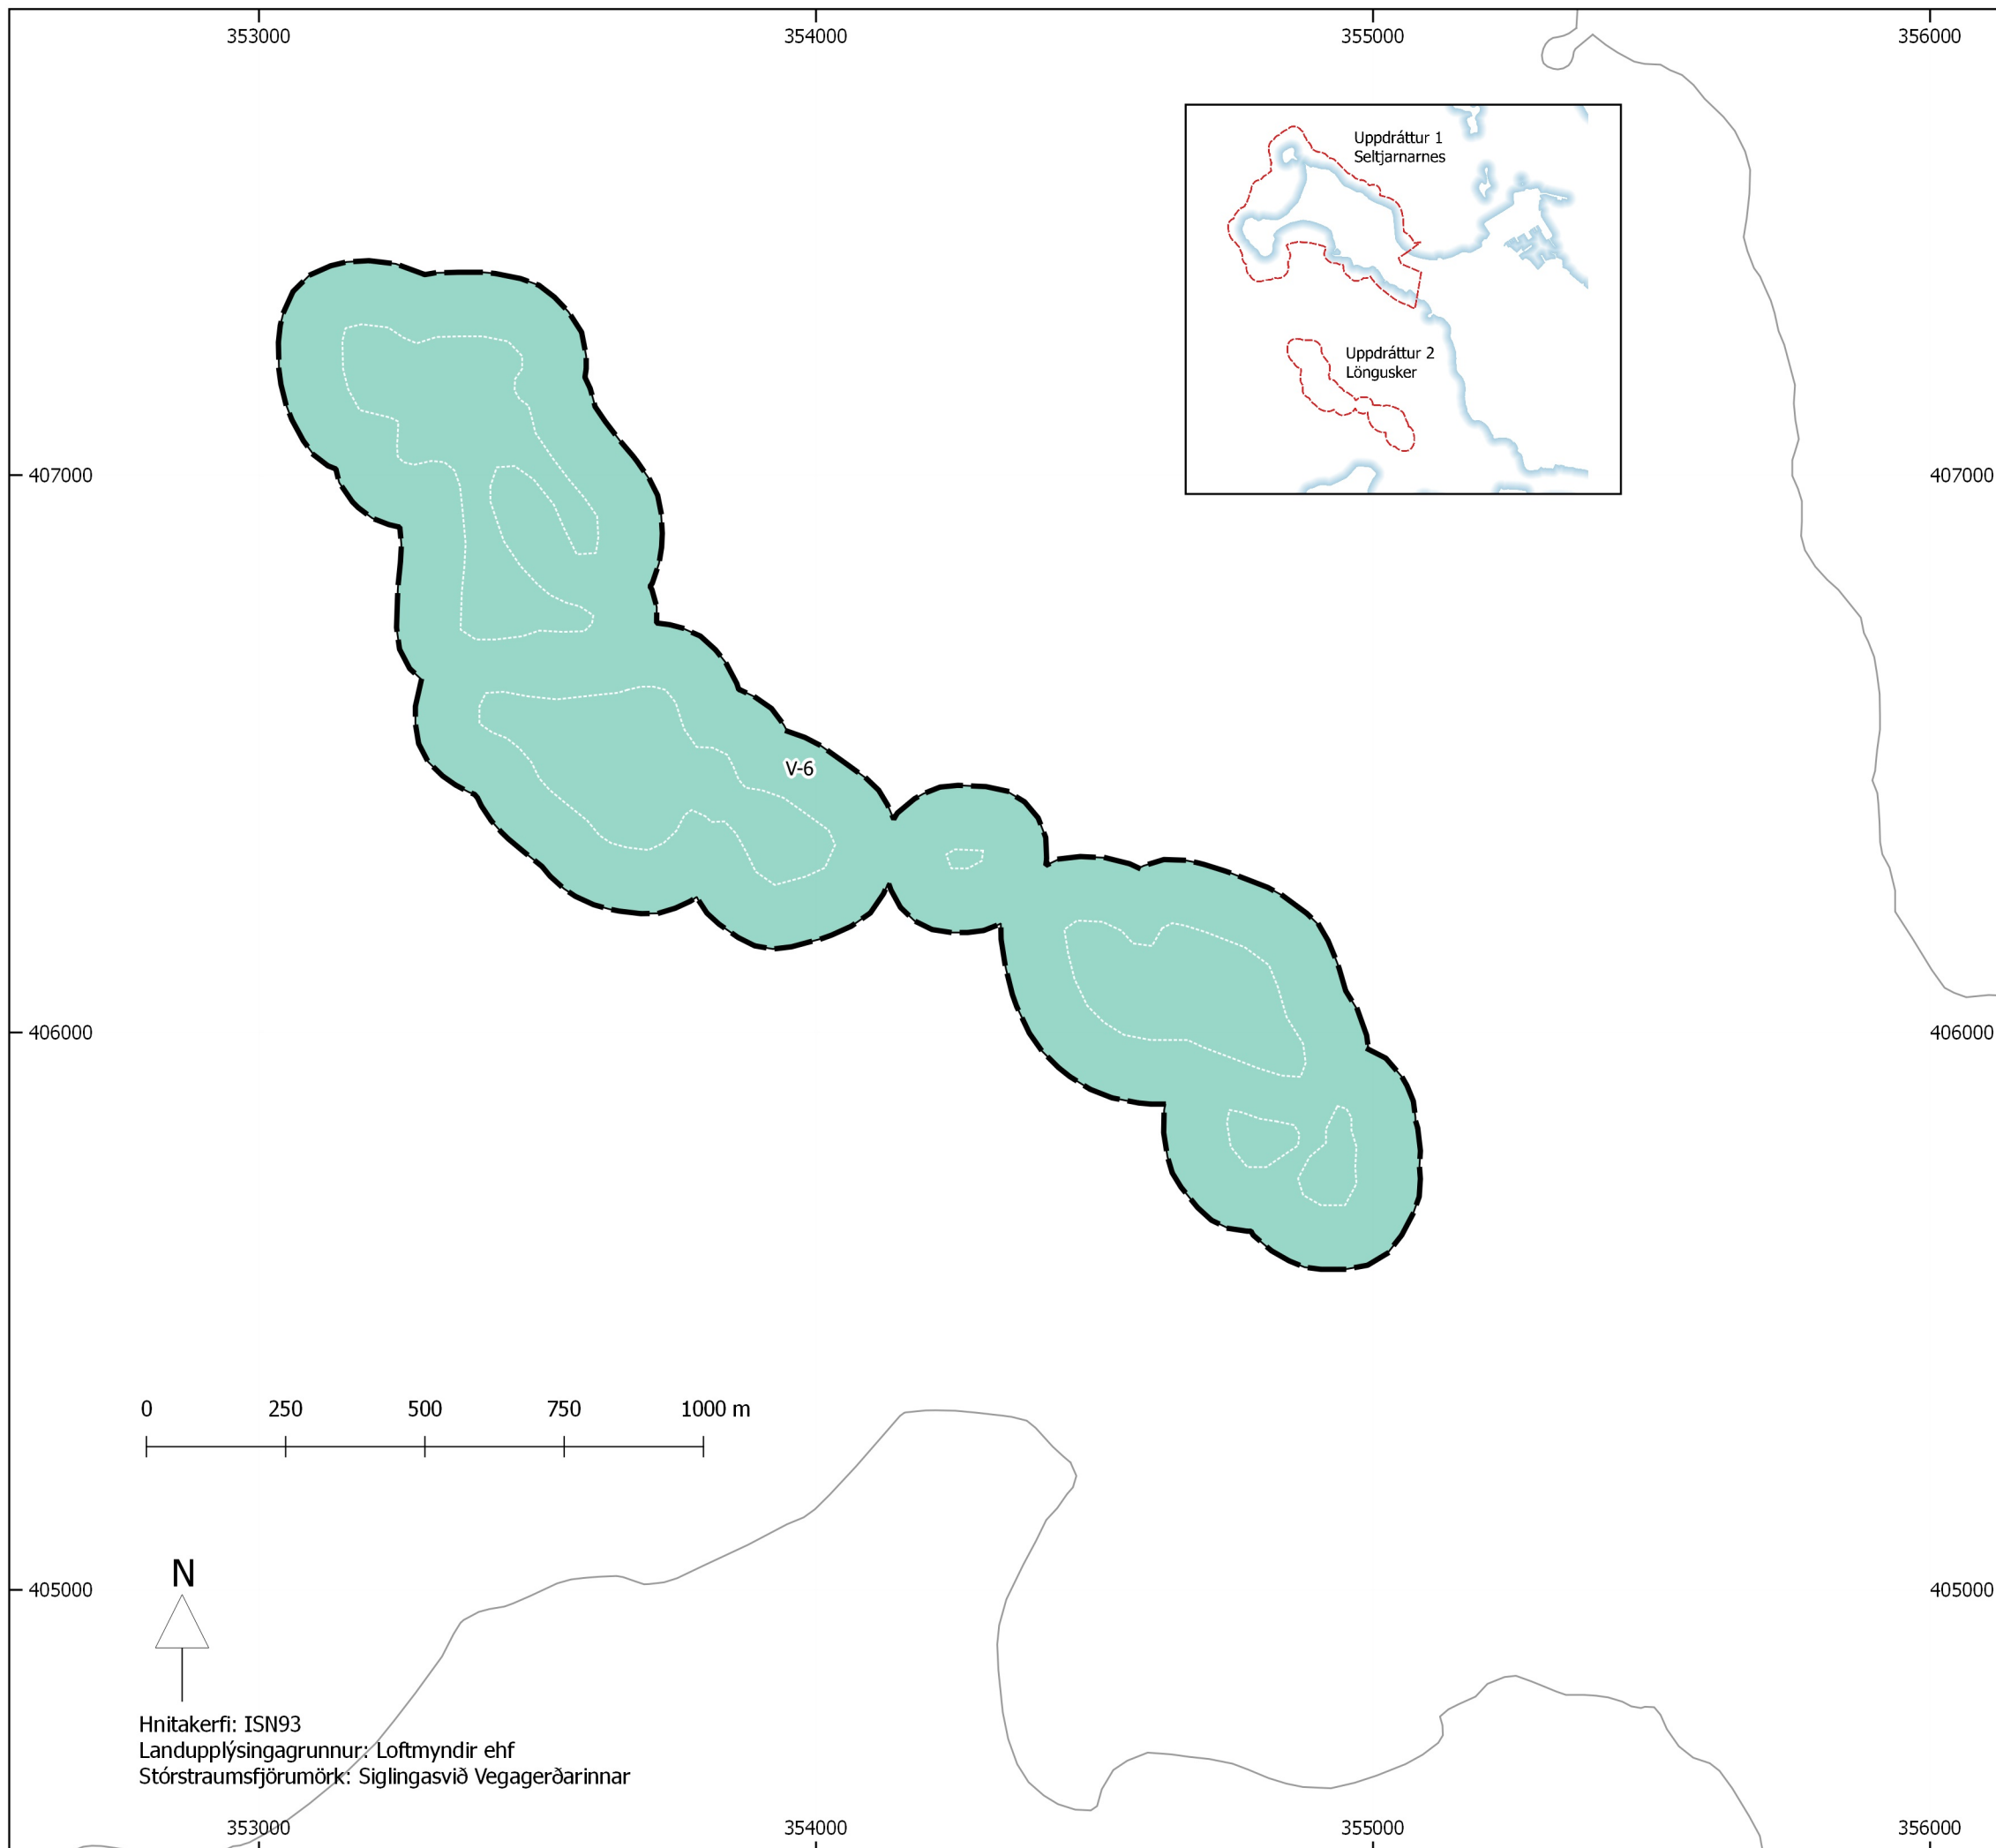 353000 354000 355000 356000
Uppdráttur 1
Seltjarnarnes
Uppdráttur 2
Löngusker
407000 407000
V-6
406000 406000
0 250 500 750 1000 m
N
405000 405000
Hnitakerfi: ISN93
Landupplýsingagrunnur: Loftmyndir ehf
Stórstraumsfjörumörk: Siglingasvið Vegagerðarinnar
353000 354000 355000 356000